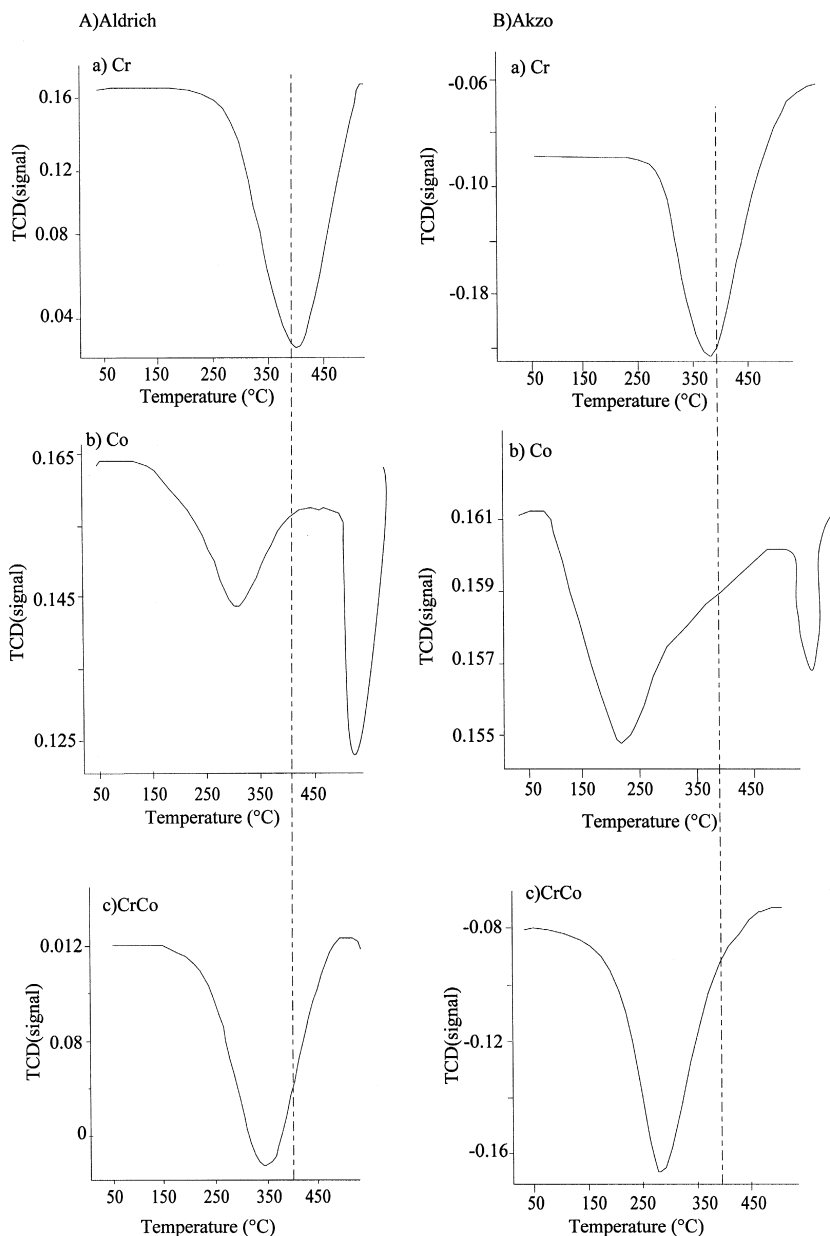 A)Aldrich
a) Cr
0.16
0.12
0.08
0.04
TCD(signal)
50 150 250 350 450
Temperature (°C)
b) Co
0.165
0.145
0.125
TCD(signal)
50 150 250 350 450
Temperature (°C)
c)CrCo
0.012
0.08
0
TCD(signal)
50 150 250 350 450
Temperature (°C)
B)Akzo
a) Cr
-0.06
-0.10
-0.18
TCD(signal)
50 150 250 350 450
Temperature (°C)
b) Co
0.161
0.159
0.157
0.155
TCD(signal)
50 150 250 350 450
Temperature (°C)
c)CrCo
-0.08
-0.12
-0.16
TCD(signal)
50 150 250 350 450
Temperature (°C)